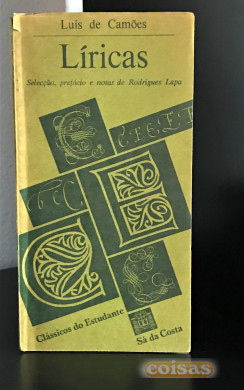 Luís de Camões
Líricas
Selecção, prefácio e notas de Rodrigues Lapa
Clássicos do Estudante
Sá da Costa
coisas